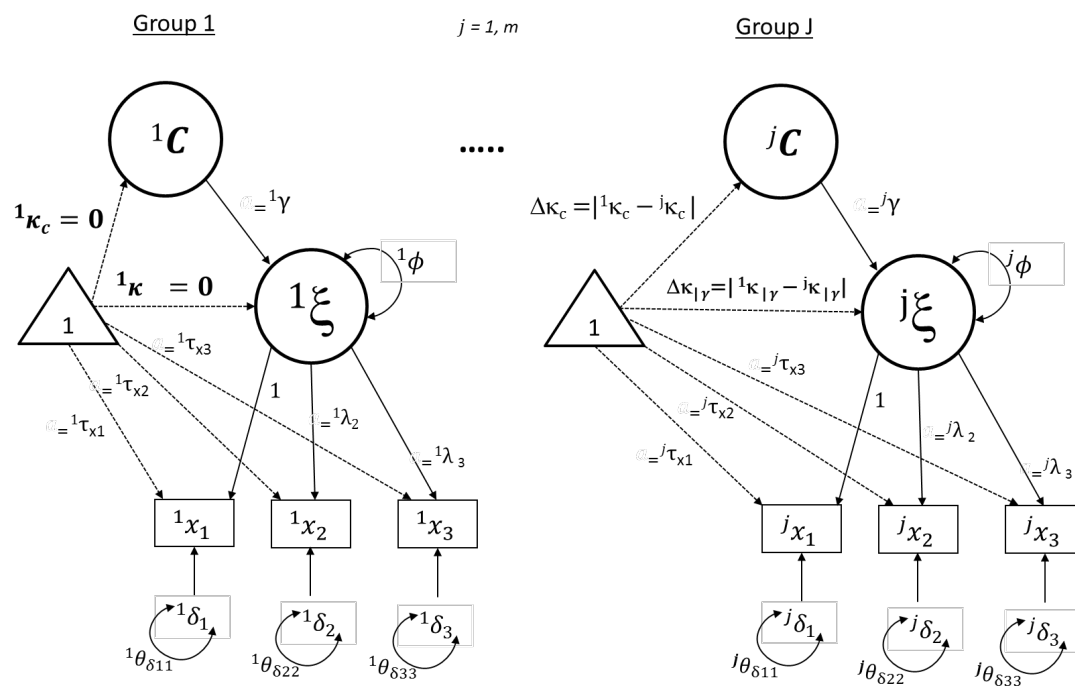 Group 1
j = 1, m
Group J
¹C
.....
ʲC
a=¹γ
¹κ_c = 0
Δκ_c =|¹κ_c − ʲκ_c|
a=ʲγ
¹ϕ
ʲϕ
¹κ = 0
Δκ_|γ=|¹κ_|γ − ʲκ_|γ|
¹ξ
ʲξ
1
1
a=¹τ_x3
a=ʲτ_x3
a=¹τ_x2
1
1
a=ʲτ_x2
a=¹τ_x1
a=¹λ_2
a=ʲλ_2
a=ʲτ_x1
a=¹λ_3
a=ʲλ_3
¹x_1
¹x_2
¹x_3
ʲx_1
ʲx_2
ʲx_3
¹δ_1
¹δ_2
¹δ_3
ʲδ_1
ʲδ_2
ʲδ_3
¹θ_δ11
¹θ_δ22
¹θ_δ33
ʲθ_δ11
ʲθ_δ22
ʲθ_δ33